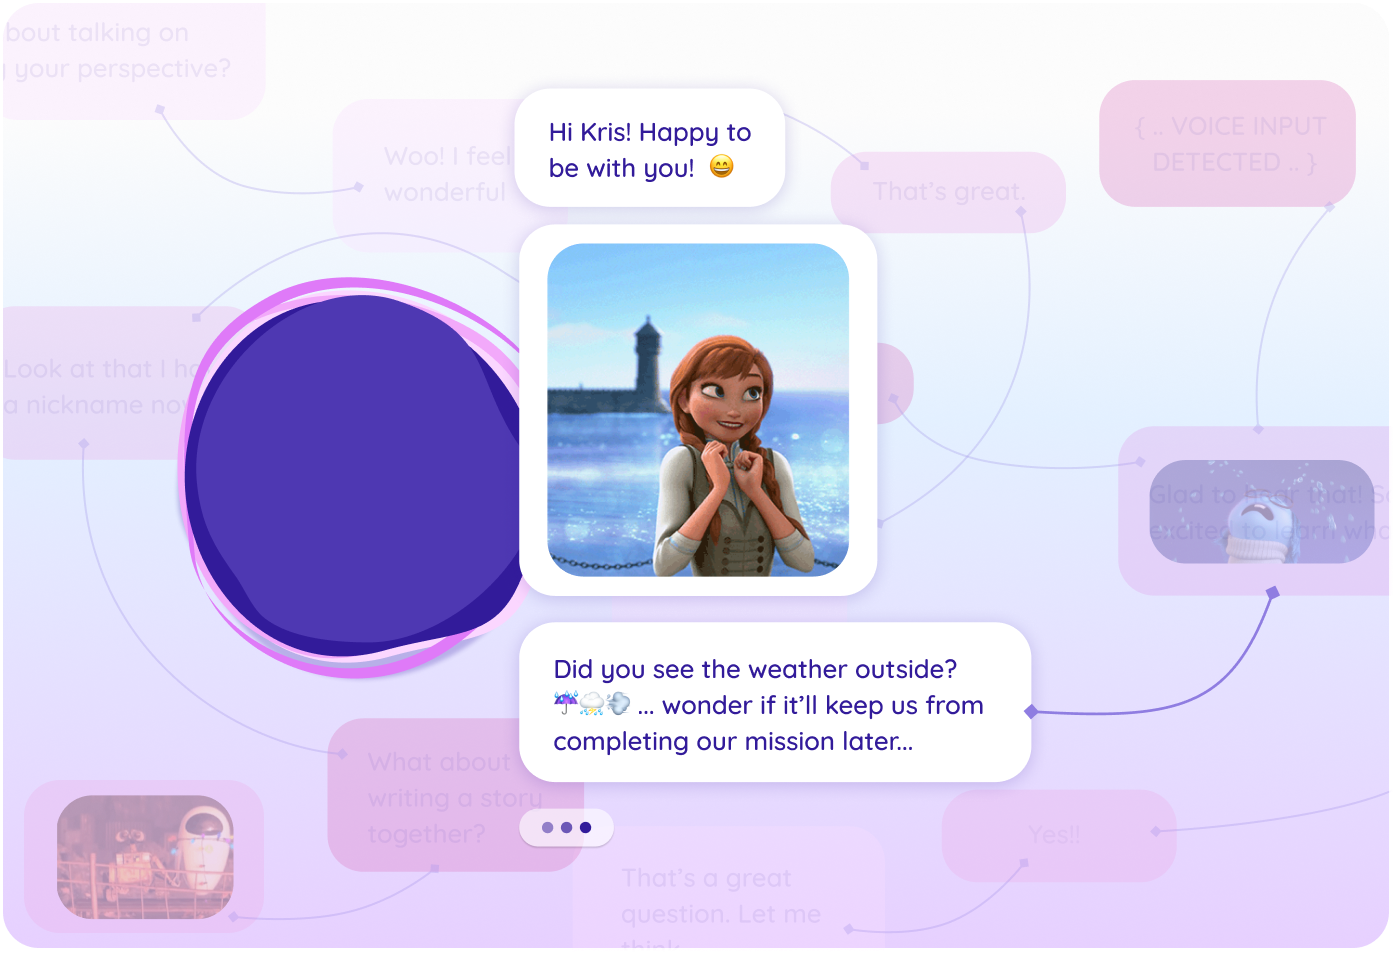 bout talking on
your perspective?
Woo! I feel
wonderful
Hi Kris! Happy to
be with you! 😄
That's great.
{ .. VOICE INPUT
DETECTED .. }
Look at that I
a nickname
Glad to hear that!
excited to learn
Did you see the weather outside?
☔⛈️💨 ... wonder if it'll keep us from
completing our mission later...
What about
writing a story
together?
Yes!!
That's a great
question. Let me
think